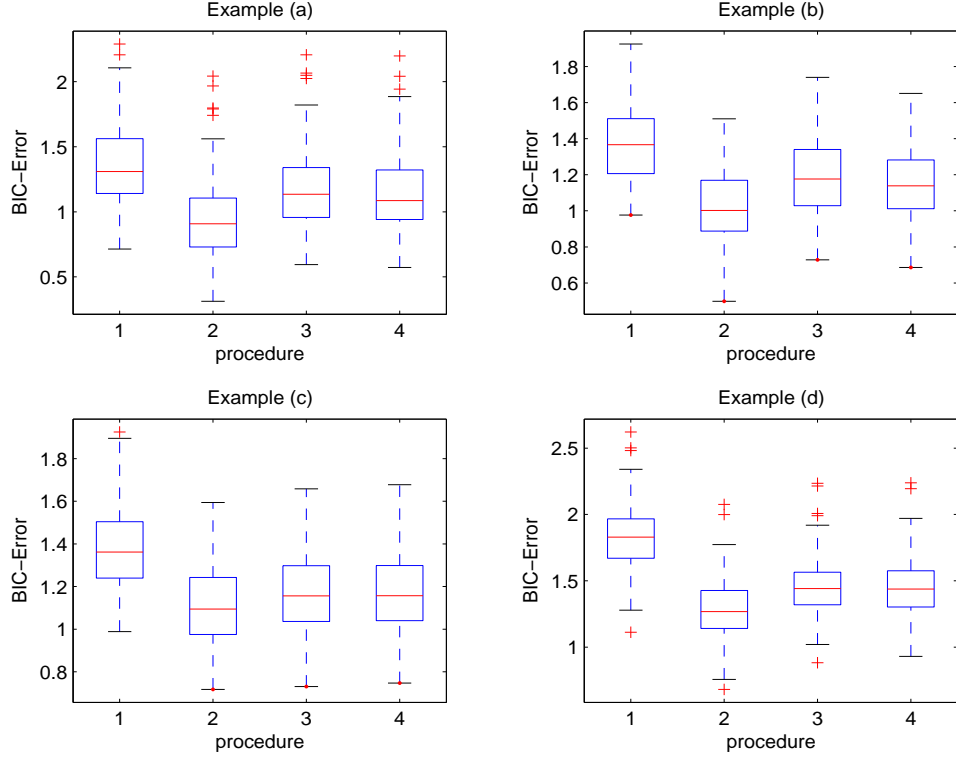 Example (a)
BIC-Error
2
1.5
1
0.5
1 2 3 4
procedure
Example (b)
BIC-Error
1.8
1.6
1.4
1.2
1
0.8
0.6
1 2 3 4
procedure
Example (c)
BIC-Error
1.8
1.6
1.4
1.2
1
0.8
1 2 3 4
procedure
Example (d)
BIC-Error
2.5
2
1.5
1
1 2 3 4
procedure